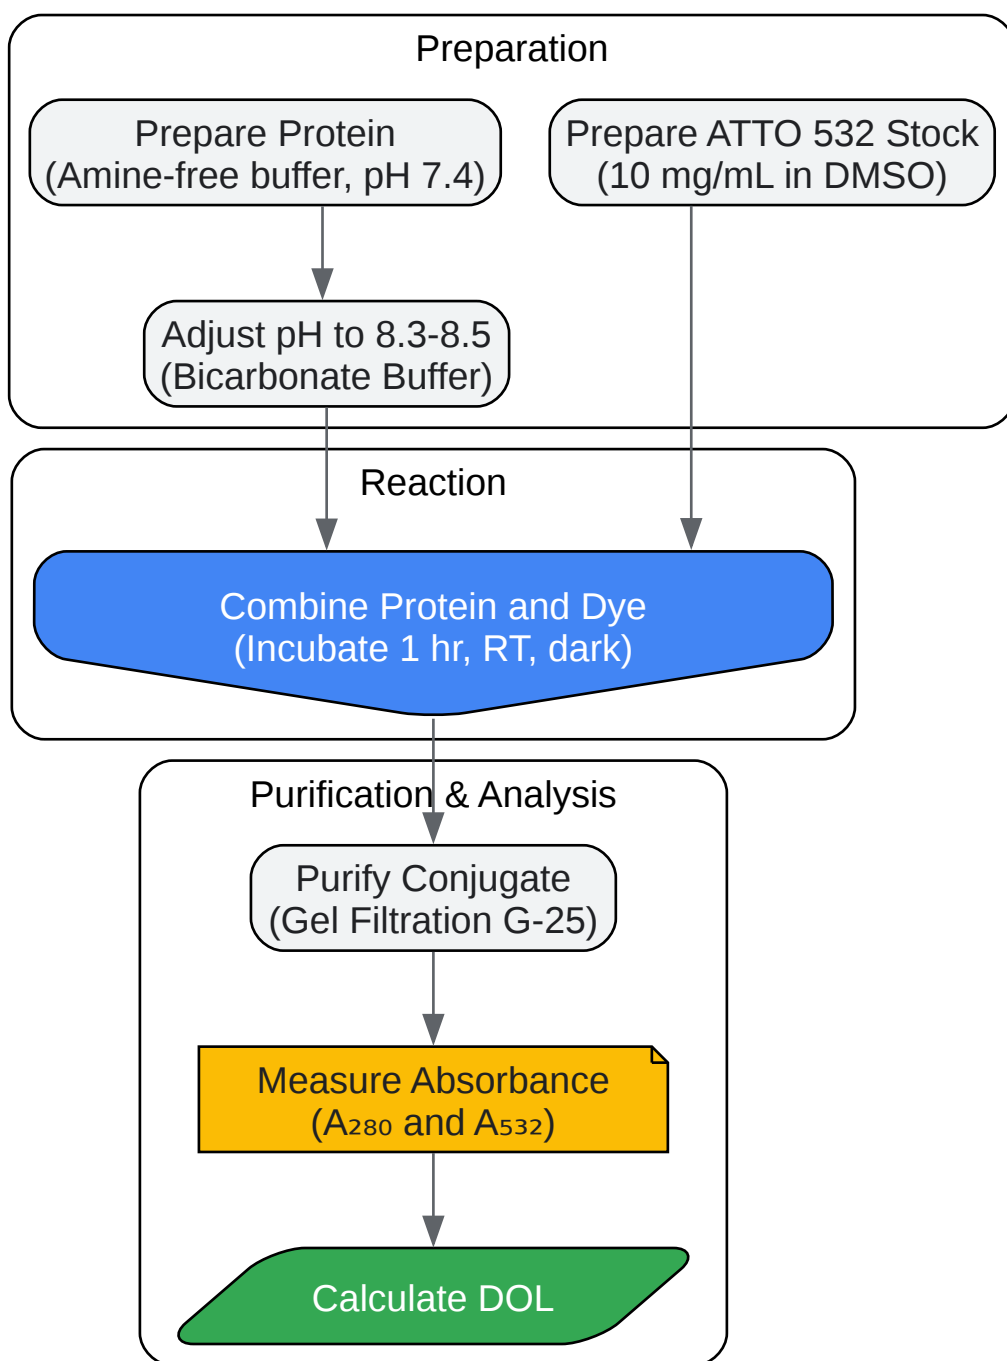 Preparation
Prepare Protein
(Amine-free buffer, pH 7.4)
Prepare ATTO 532 Stock
(10 mg/mL in DMSO)
Adjust pH to 8.3-8.5
(Bicarbonate Buffer)
Reaction
Combine Protein and Dye
(Incubate 1 hr, RT, dark)
Purification & Analysis
Purify Conjugate
(Gel Filtration G-25)
Measure Absorbance
(A₂₈₀ and A₅₃₂)
Calculate DOL